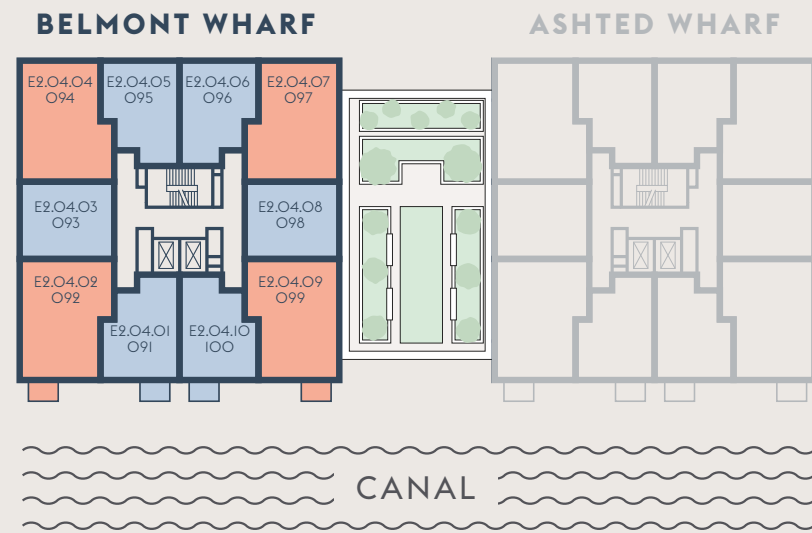 BELMONT WHARF
ASHTED WHARF
E2.04.04
094
E2.04.05
095
E2.04.06
096
E2.04.07
097
E2.04.03
093
E2.04.08
098
E2.04.02
092
E2.04.09
099
E2.04.01
091
E2.04.10
100
CANAL